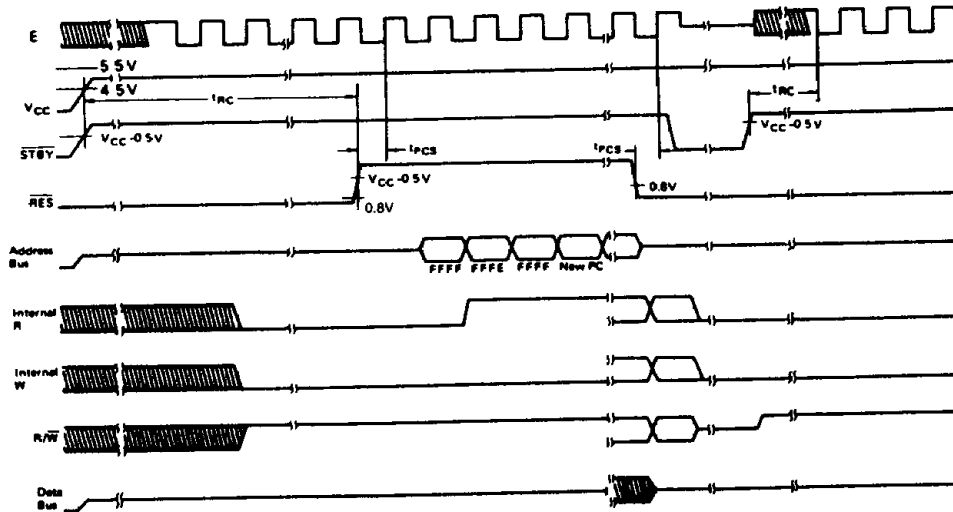 E
5 5V
4 5V
VCC
tRC
tRC
VCC -0 5V
VCC -0 5V
STBY
tPCS
tPCS
VCC -0 5V
RES
0.8V
0.8V
Address
Bus
FFFF FFFE FFFF New PC
Internal
R
Internal
W
R/W
Data
Bus